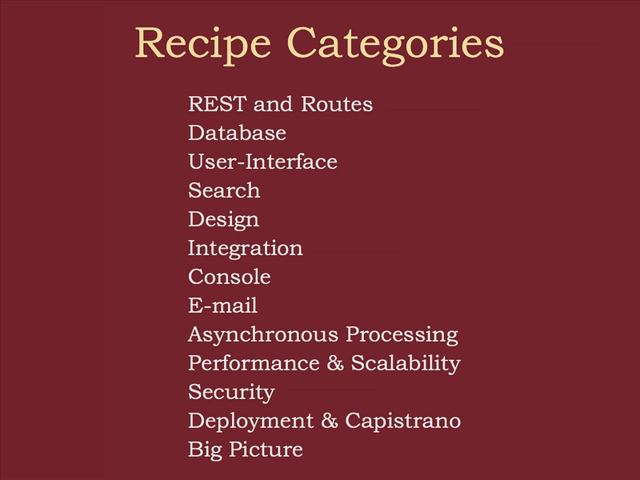 Recipe Categories
REST and Routes
Database
User-Interface
Search
Design
Integration
Console
E-mail
Asynchronous Processing
Performance & Scalability
Security
Deployment & Capistrano
Big Picture